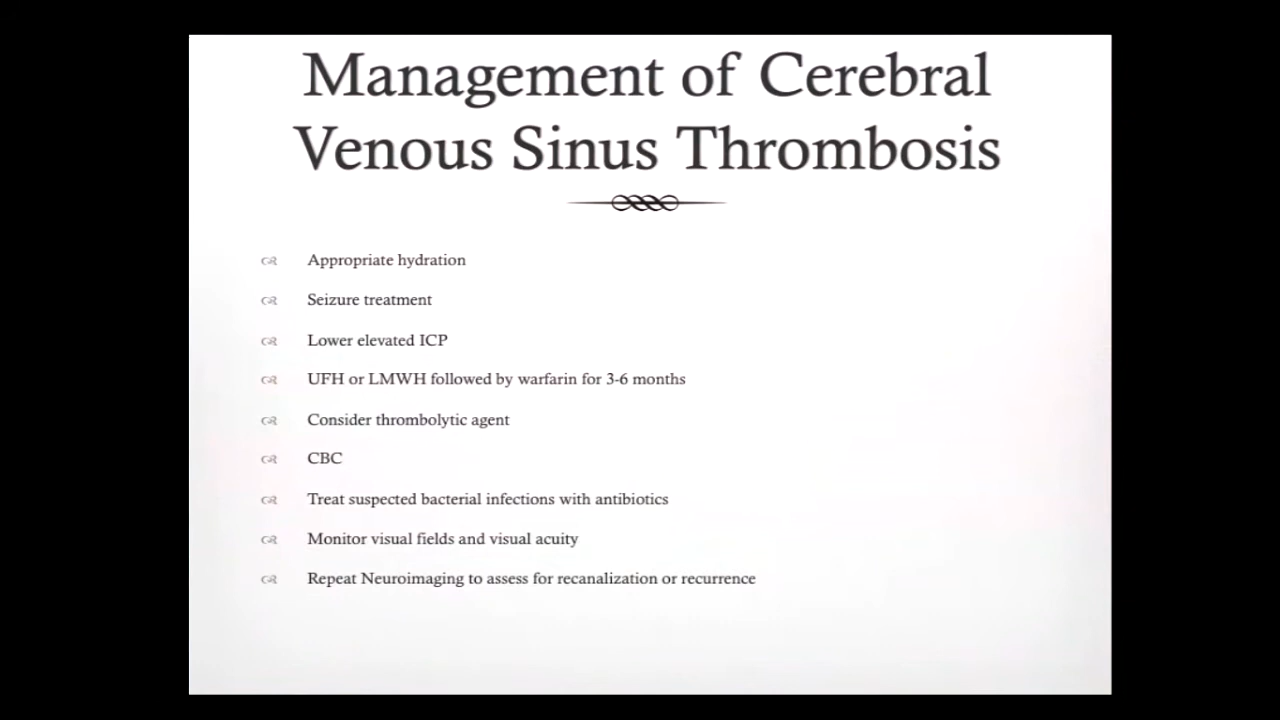 Management of Cerebral
Venous Sinus Thrombosis
Appropriate hydration
Seizure treatment
Lower elevated ICP
UFH or LMWH followed by warfarin for 3-6 months
Consider thrombolytic agent
CBC
Treat suspected bacterial infections with antibiotics
Monitor visual fields and visual acuity
Repeat Neuroimaging to assess for recanalization or recurrence